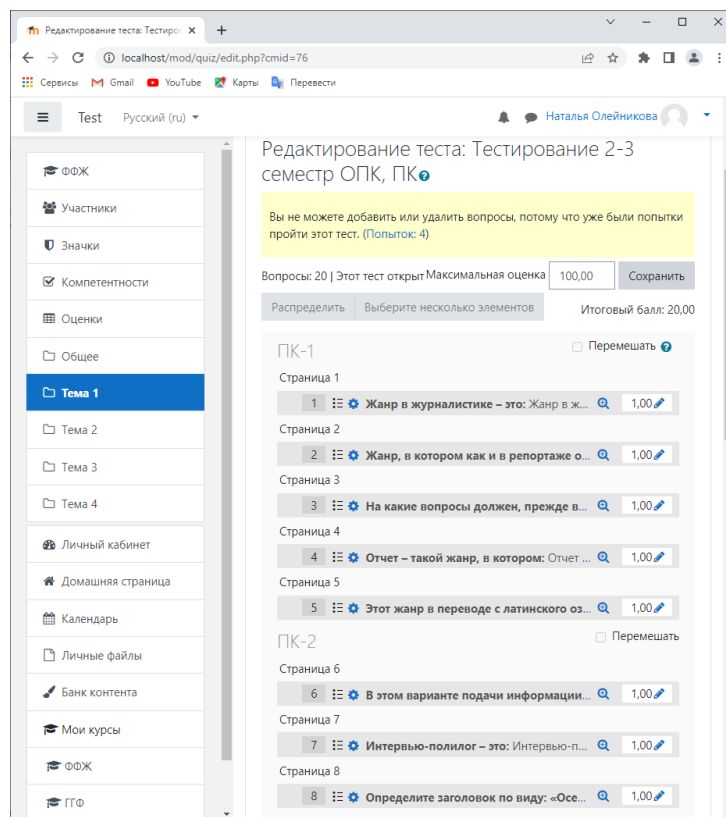 Редактирование теста: Тестиро
localhost/mod/quiz/edit.php?cmid=76
Сервисы Gmail YouTube Карты Перевести
Test Русский (ru) Наталья Олейникова
ФФЖ
Участники
Значки
Компетентности
Оценки
Общее
Тема 1
Тема 2
Тема 3
Тема 4
Личный кабинет
Домашняя страница
Календарь
Личные файлы
Банк контента
Мои курсы
ФФЖ
ГГФ
Редактирование теста: Тестирование 2-3
семестр ОПК, ПК
Вы не можете добавить или удалить вопросы, потому что уже были попытки
пройти этот тест. (Попыток: 4)
Вопросы: 20 | Этот тест открыт Максимальная оценка 100,00 Сохранить
Распределить Выберите несколько элементов Итоговый балл: 20,00
ПК-1 Перемешать
Страница 1
1 Жанр в журналистике – это: Жанр в ж... 1,00
Страница 2
2 Жанр, в котором как и в репортаже о... 1,00
Страница 3
3 На какие вопросы должен, прежде в... 1,00
Страница 4
4 Отчет – такой жанр, в котором: Отчет ... 1,00
Страница 5
5 Этот жанр в переводе с латинского оз... 1,00
ПК-2 Перемешать
Страница 6
6 В этом варианте подачи информации... 1,00
Страница 7
7 Интервью-полилог – это: Интервью-п... 1,00
Страница 8
8 Определите заголовок по виду: «Осе... 1,00